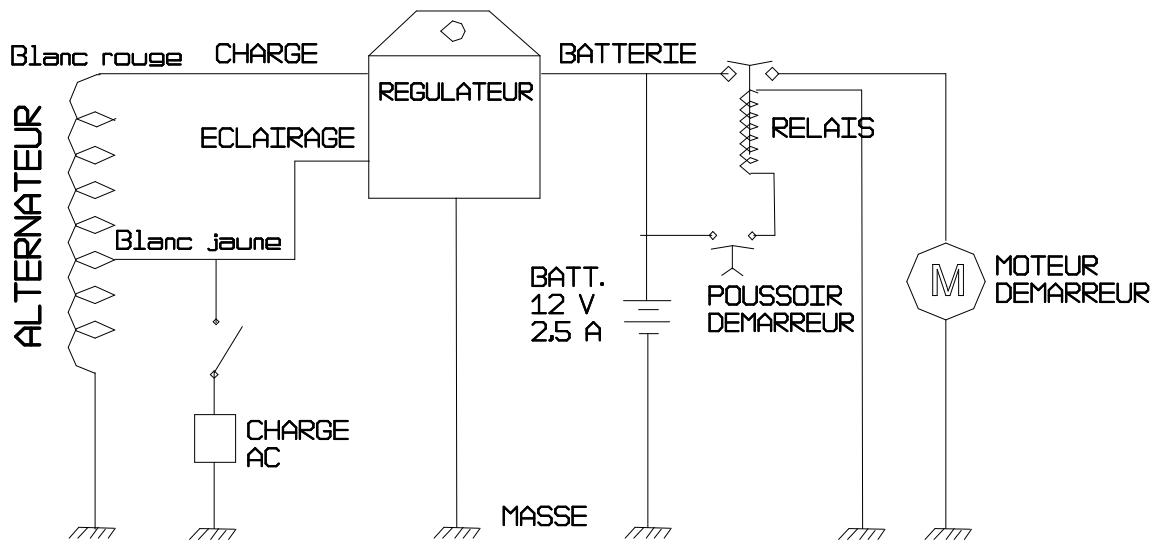 Blanc rouge
CHARGE
BATTERIE
REGULATEUR
ECLAIRAGE
RELAIS
ALTERNATEUR
Blanc jaune
M
MOTEUR
DEMARREUR
BATT.
12 V
2,5 A
POUSSOIR
DEMARREUR
CHARGE
AC
MASSE